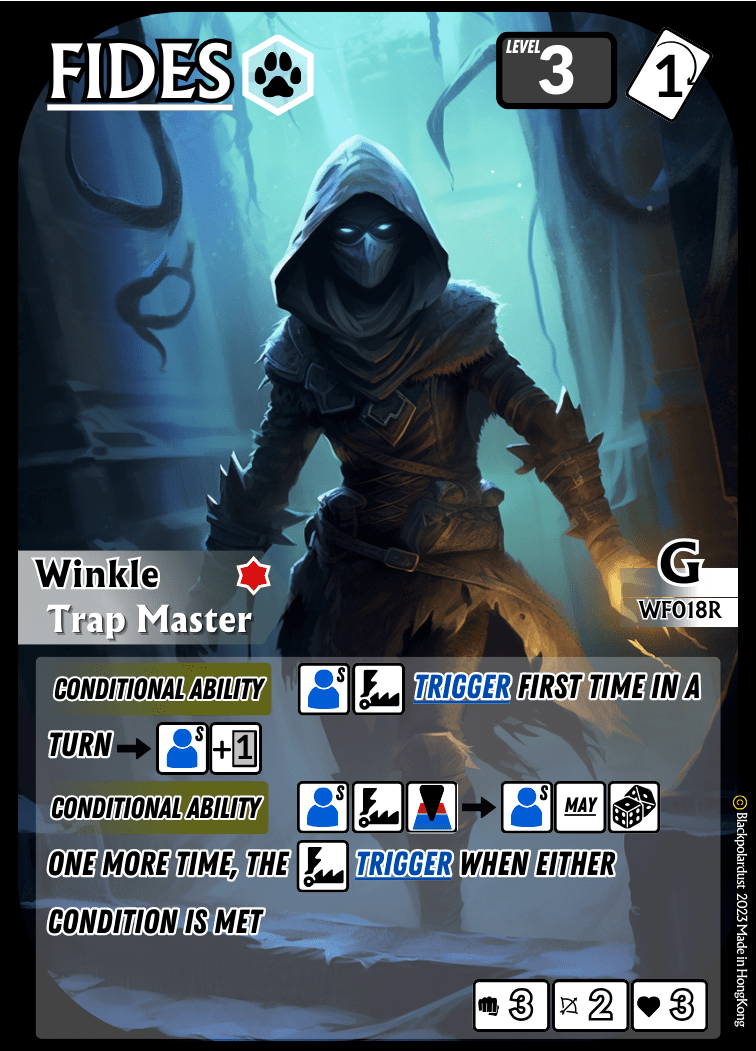 FIDES
LEVEL 3
1
Winkle
Trap Master
G
WF018R
CONDITIONAL ABILITY S TRIGGER FIRST TIME IN A
TURN S +1
CONDITIONAL ABILITY S S MAY
ONE MORE TIME, THE TRIGGER WHEN EITHER
CONDITION IS MET
3 2 3
© Blackpolardust 2023 Made in HongKong